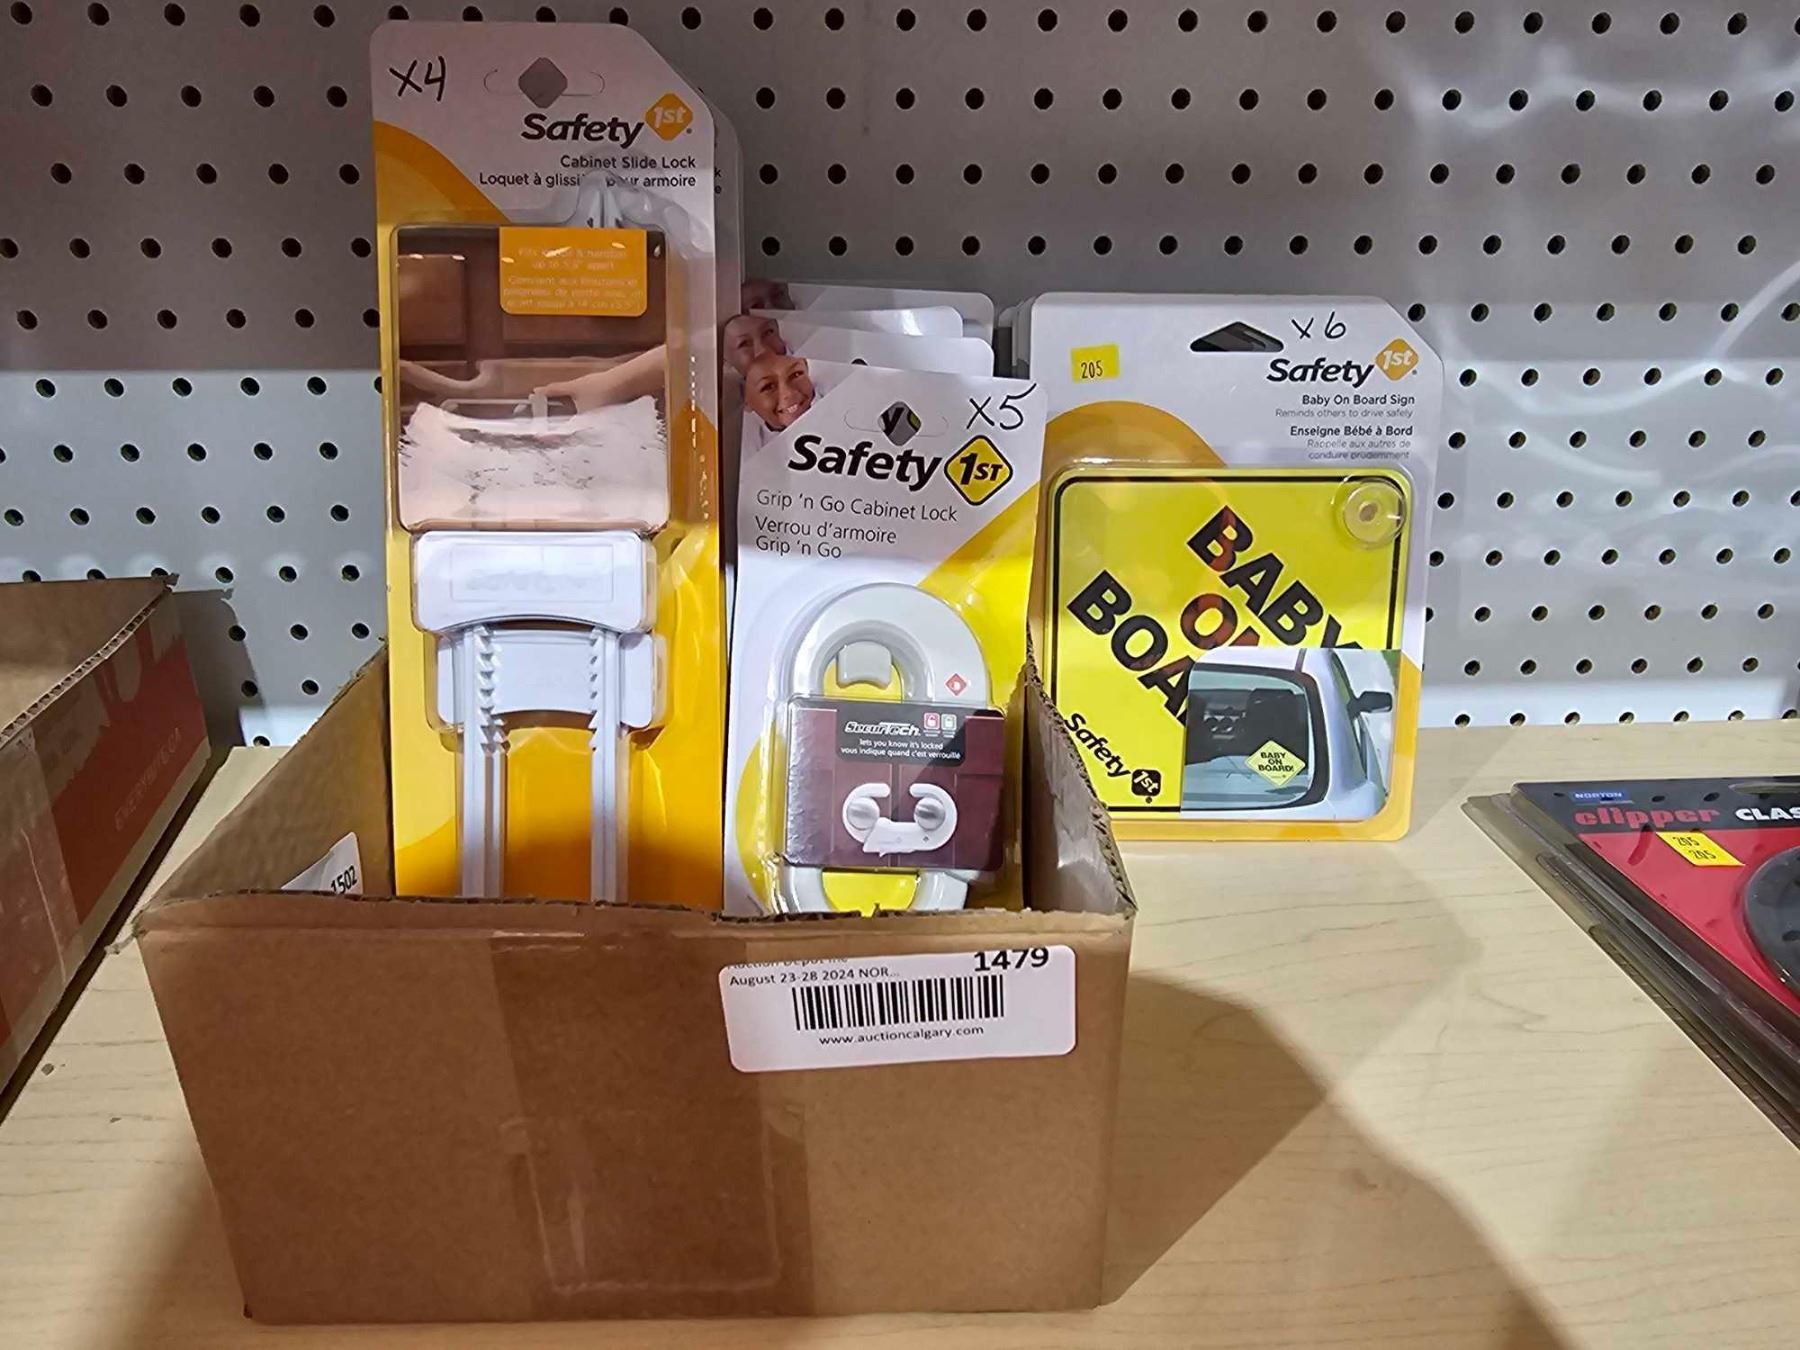 X4
Safety 1st
Cabinet Slide Lock
Loquet à glissi pour armoire
X5
Safety 1ST
Grip 'n Go Cabinet Lock
Verrou d'armoire
Grip 'n Go
SecurTech
lets you know it's locked
vous indique quand c'est verrouillé
X6
205
Safety 1st
Baby On Board Sign
Reminds others to drive safely
Enseigne Bébé à Bord
Rappelle aux autres de
conduire prudemment
BABY
ON
BOA
Safety 1st
BABY
ON
BOARD!
NORTON
clipper CLAS
205
205
1502
1479
August 23-28 2024 NOR...
www.auctioncalgary.com